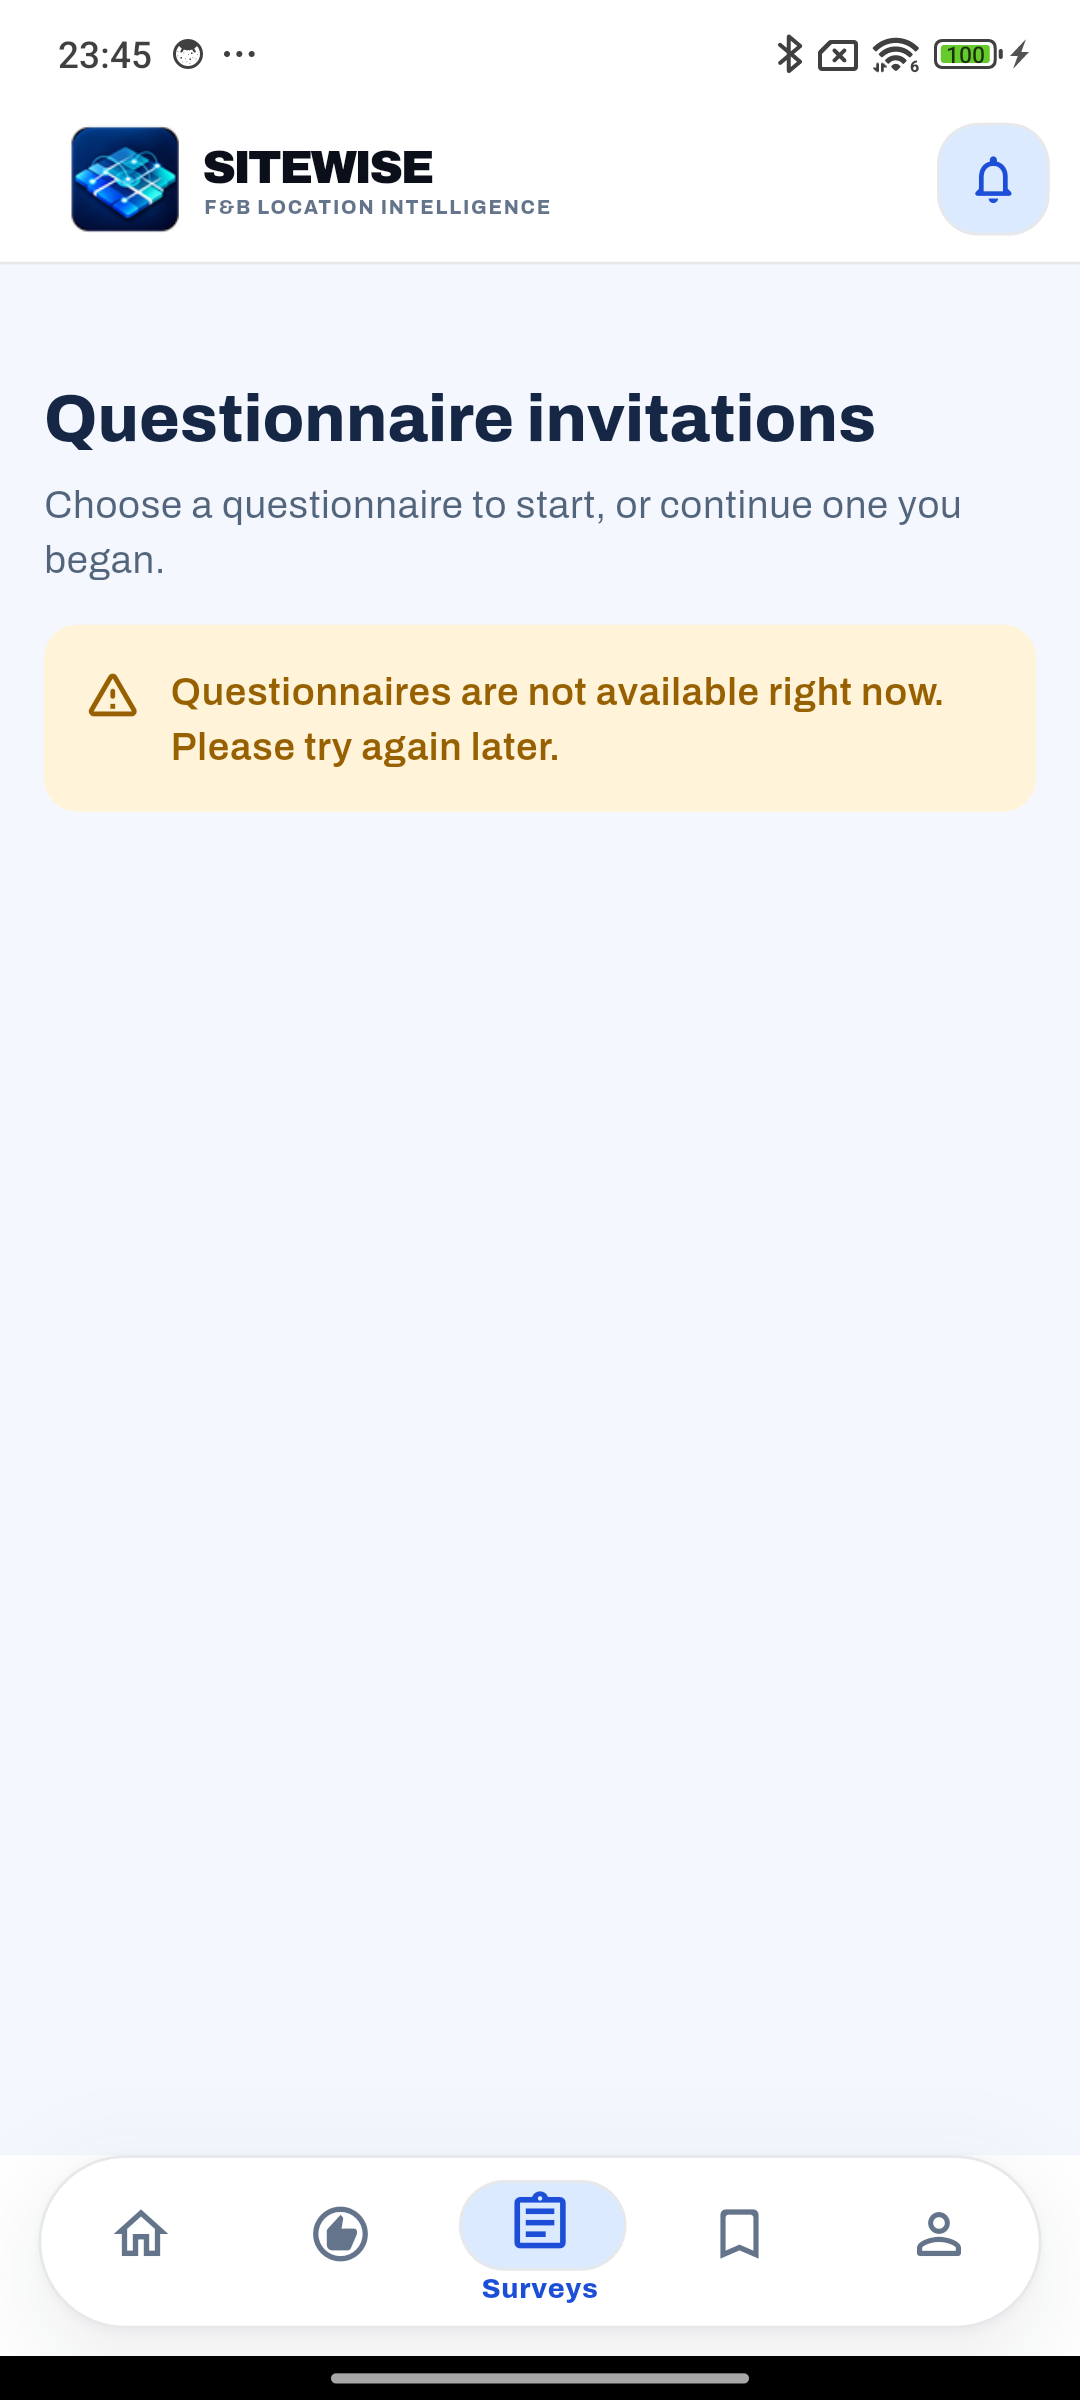 23:45
100
6
SITEWISE
F&B LOCATION INTELLIGENCE
Questionnaire invitations
Choose a questionnaire to start, or continue one you
began.
Questionnaires are not available right now.
Please try again later.
Surveys